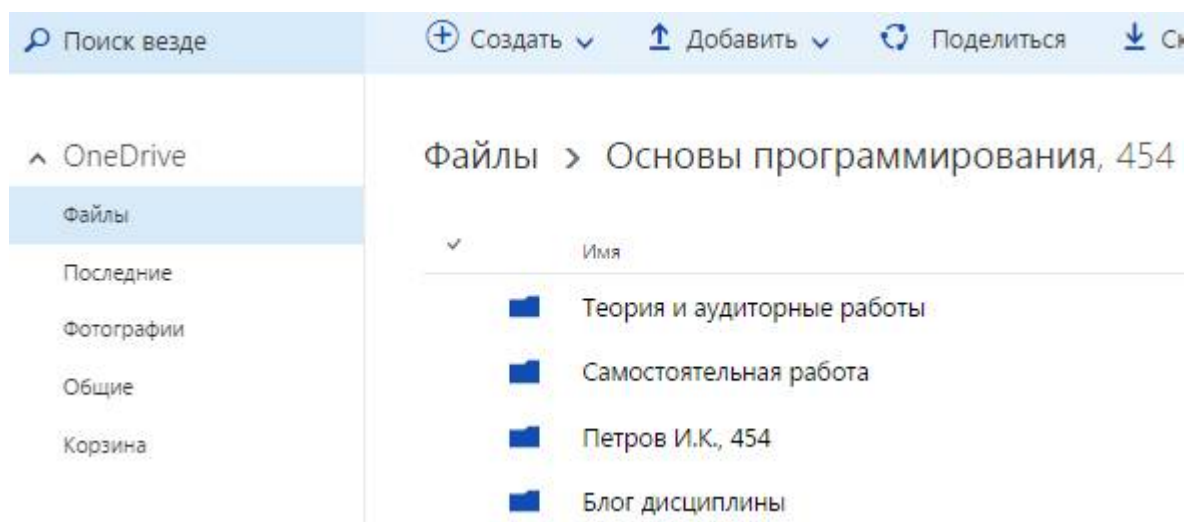 Поиск везде
Создать
Добавить
Поделиться
OneDrive
Файлы
Последние
Фотографии
Общие
Корзина
Файлы > Основы программирования, 454
Имя
Теория и аудиторные работы
Самостоятельная работа
Петров И.К., 454
Блог дисциплины